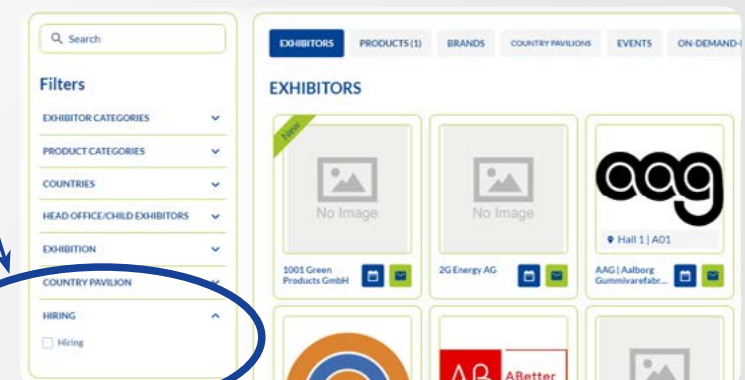 Search
Filters
EXHIBITOR CATEGORIES
PRODUCT CATEGORIES
COUNTRIES
HEAD OFFICE/CHILD EXHIBITORS
EXHIBITION
COUNTRY PAVILION
HIRING
Hiring
EXHIBITORS PRODUCTS (1) BRANDS COUNTRY PAVILIONS EVENTS ON-DEMAND-
EXHIBITORS
New
No Image
1001 Green
Products GmbH
No Image
2G Energy AG
aag
Hall 1 | A01
AAG | Aalborg
Gummivarefabr...
AB ABetter